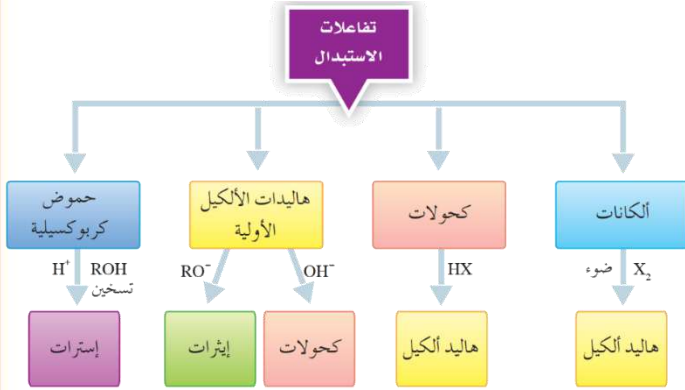 تفاعلات
الاستبدال
ألكانات
كحولات
هاليدات الألكيل
الأولية
حموض
كربوكسيلية
ضوء X₂
HX
OH⁻
RO⁻
H⁺ ROH
تسخين
هاليد ألكيل
هاليد ألكيل
كحولات
إيثرات
إسترات